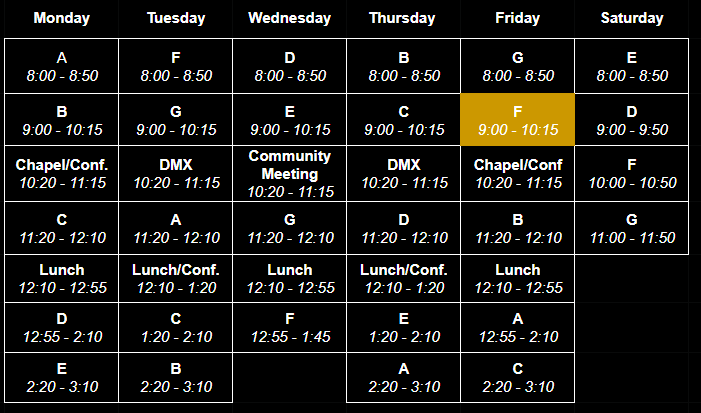 Monday Tuesday Wednesday Thursday Friday Saturday
A F D B G E
8:00 - 8:50 8:00 - 8:50 8:00 - 8:50 8:00 - 8:50 8:00 - 8:50 8:00 - 8:50
B G E C F D
9:00 - 10:15 9:00 - 10:15 9:00 - 10:15 9:00 - 10:15 9:00 - 10:15 9:00 - 9:50
Chapel/Conf. DMX Community Meeting DMX Chapel/Conf F
10:20 - 11:15 10:20 - 11:15 10:20 - 11:15 10:20 - 11:15 10:20 - 11:15 10:00 - 10:50
C A G D B G
11:20 - 12:10 11:20 - 12:10 11:20 - 12:10 11:20 - 12:10 11:20 - 12:10 11:00 - 11:50
Lunch Lunch/Conf. Lunch Lunch/Conf. Lunch
12:10 - 12:55 12:10 - 1:20 12:10 - 12:55 12:10 - 1:20 12:10 - 12:55
D C F E A
12:55 - 2:10 1:20 - 2:10 12:55 - 1:45 1:20 - 2:10 12:55 - 2:10
E B A C
2:20 - 3:10 2:20 - 3:10 2:20 - 3:10 2:20 - 3:10